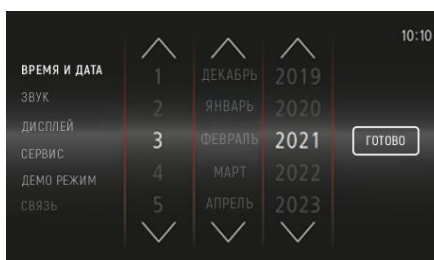 10:10
ВРЕМЯ И ДАТА
ЗВУК
ДИСПЛЕЙ
СЕРВИС
ДЕМО РЕЖИМ
СВЯЗЬ
1 ДЕКАБРЬ 2019
2 ЯНВАРЬ 2020
3 ФЕВРАЛЬ 2021
4 МАРТ 2022
5 АПРЕЛЬ 2023
ГОТОВО